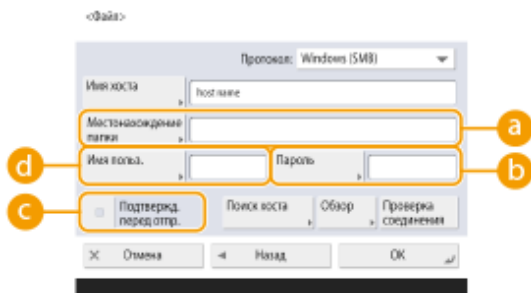 <Файл>
Протокол: Windows (SMB)
Имя хоста
host name
Местонахождение
папки
a
d
Имя польз.
Пароль
b
c
Подтвержд.
перед отпр.
Поиск хоста
Обзор
Проверка
соединения
Отмена
Назад
OK